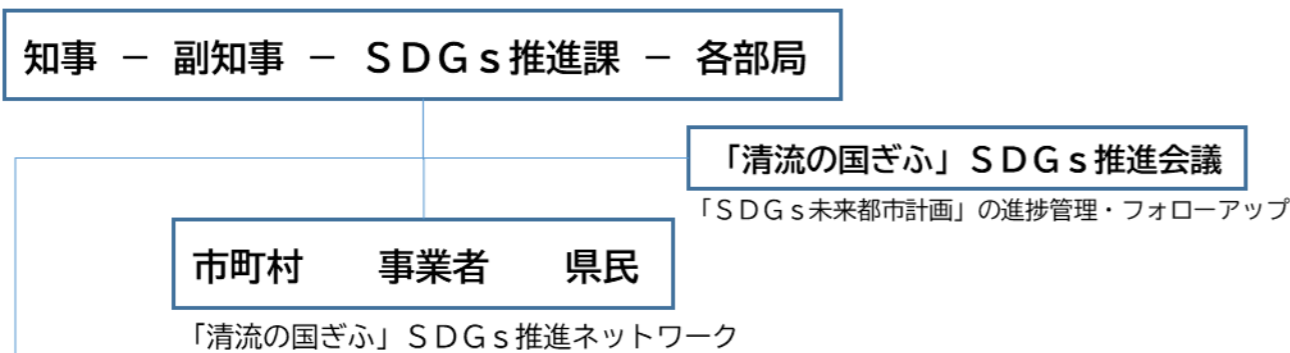 知事 － 副知事 － ＳＤＧｓ推進課 － 各部局
「清流の国ぎふ」ＳＤＧｓ推進会議
「ＳＤＧｓ未来都市計画」の進捗管理・フォローアップ
市町村　　事業者　　県民
「清流の国ぎふ」ＳＤＧｓ推進ネットワーク